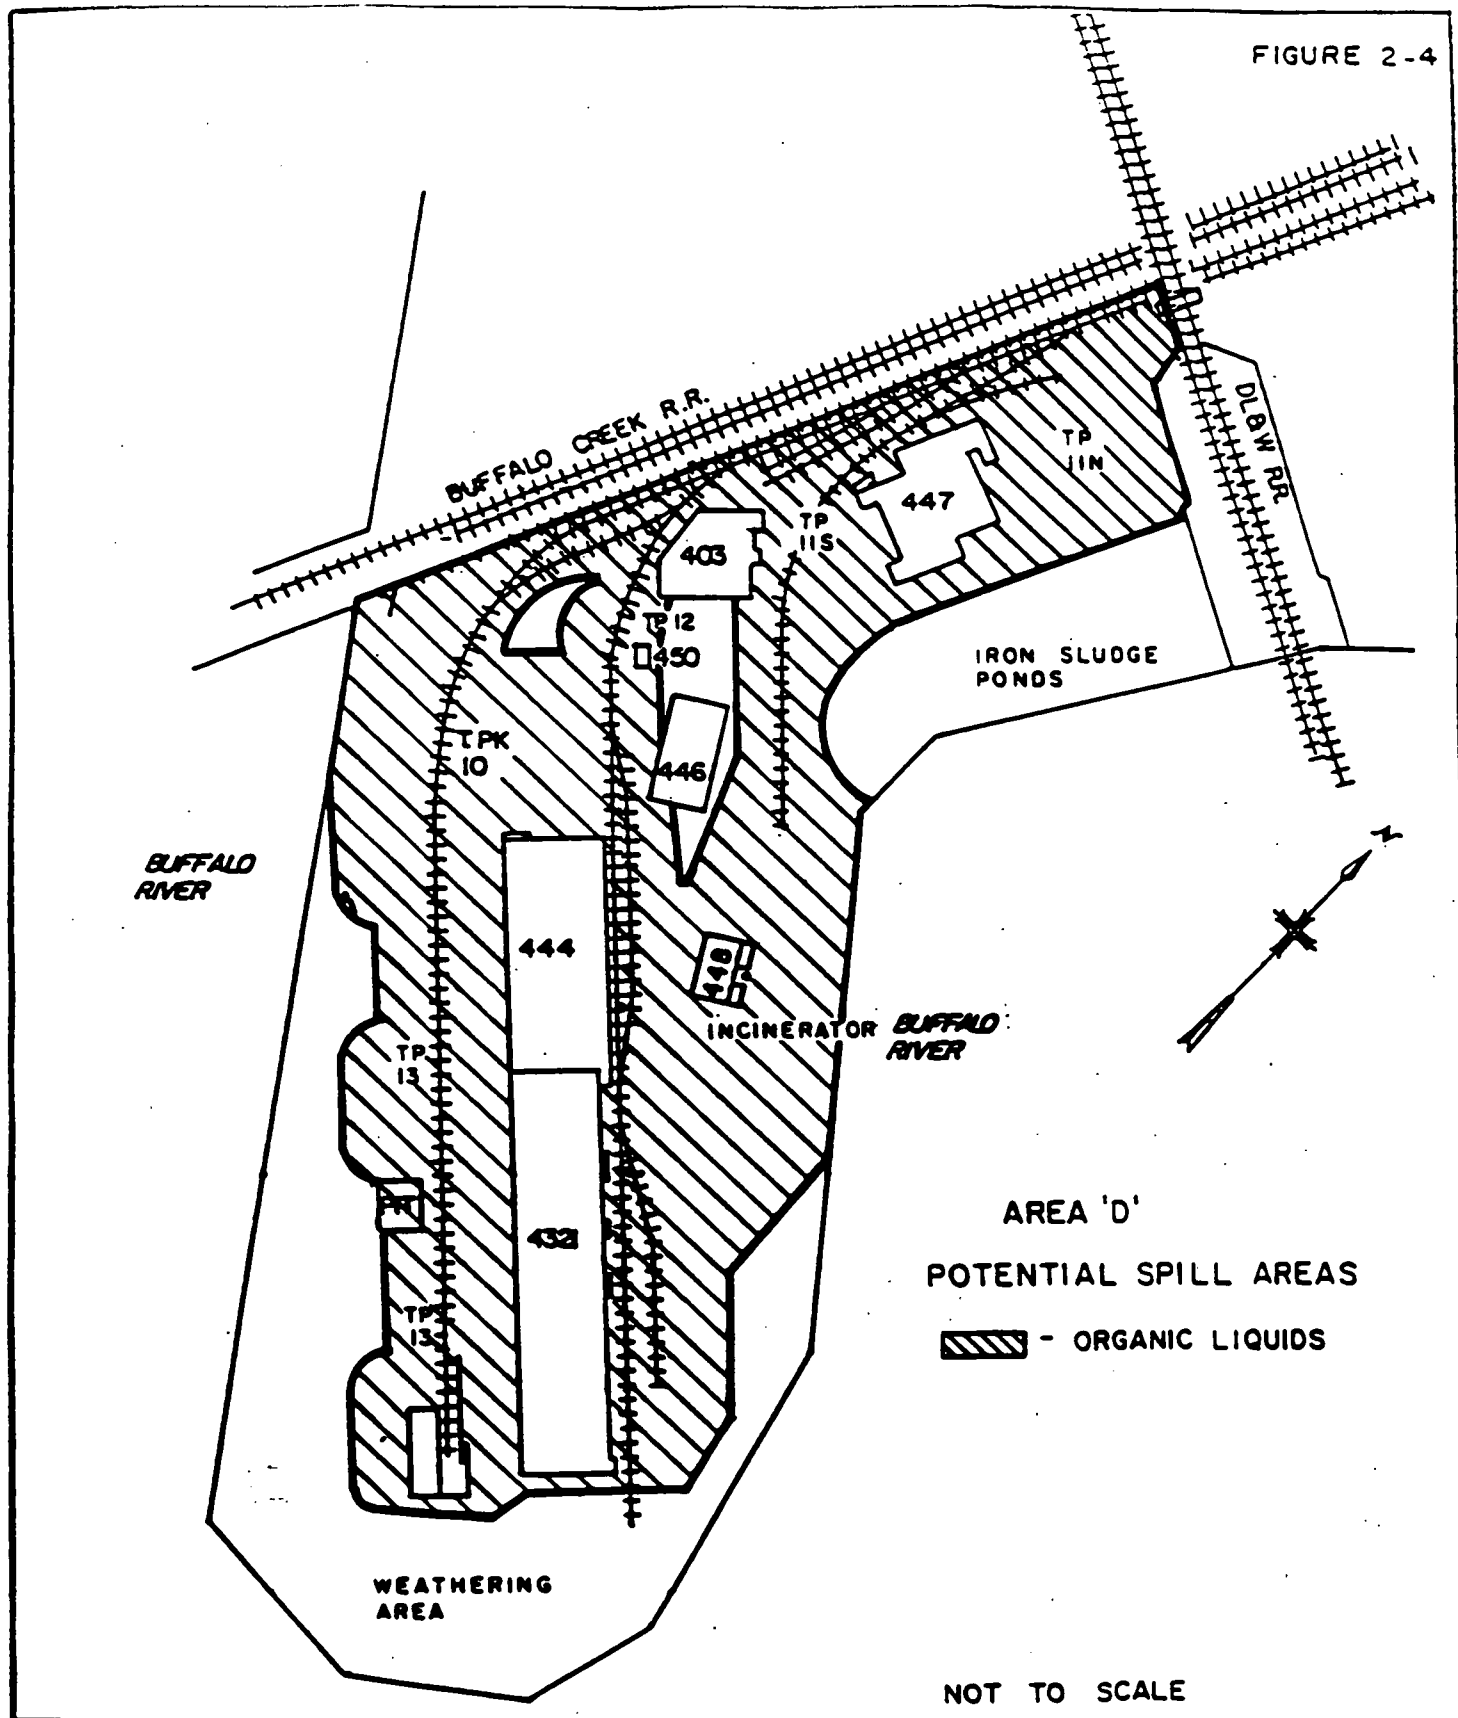 FIGURE 2-4
BUFFALO CREEK R.R.
DL&W RR
TP
11N
447
TP
11S
403
TP 12
450
IRON SLUDGE
PONDS
T.PK
10
446
N
BUFFALO
RIVER
444
448
INCINERATOR
BUFFALO
RIVER
TP
13
AREA 'D'
432
POTENTIAL SPILL AREAS
TP
13
- ORGANIC LIQUIDS
WEATHERING
AREA
NOT TO SCALE